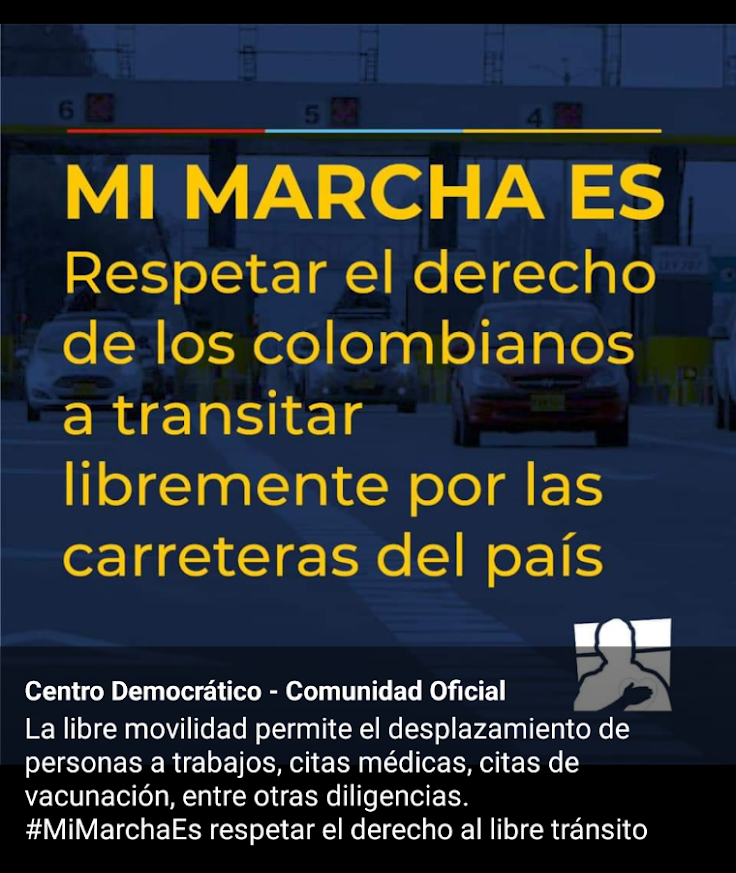 6 5 4
MI MARCHA ES
Respetar el derecho
de los colombianos
a transitar
libremente por las
carreteras del país
Centro Democrático - Comunidad Oficial
La libre movilidad permite el desplazamiento de
personas a trabajos, citas médicas, citas de
vacunación, entre otras diligencias.
#MiMarchaEs respetar el derecho al libre tránsito